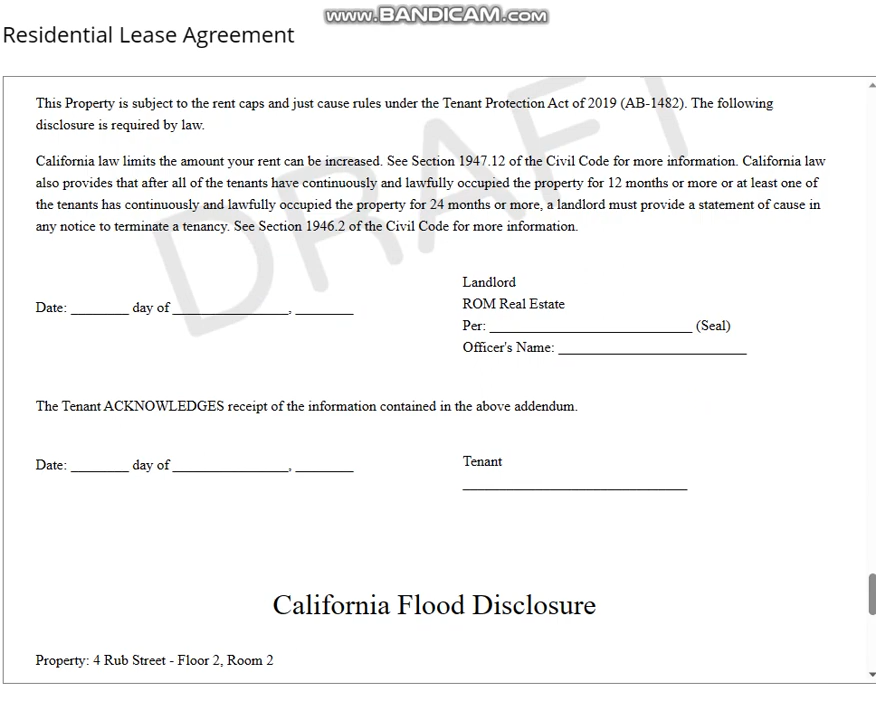 www.BANDICAM.com
Residential Lease Agreement
DRAFT
This Property is subject to the rent caps and just cause rules under the Tenant Protection Act of 2019 (AB-1482). The following
disclosure is required by law.
California law limits the amount your rent can be increased. See Section 1947.12 of the Civil Code for more information. California law
also provides that after all of the tenants have continuously and lawfully occupied the property for 12 months or more or at least one of
the tenants has continuously and lawfully occupied the property for 24 months or more, a landlord must provide a statement of cause in
any notice to terminate a tenancy. See Section 1946.2 of the Civil Code for more information.
Landlord
ROM Real Estate
Date: ________ day of ________________, ________
Per: ____________________________ (Seal)
Officer's Name: __________________________
The Tenant ACKNOWLEDGES receipt of the information contained in the above addendum.
Date: ________ day of ________________, ________
Tenant
_______________________________
California Flood Disclosure
Property: 4 Rub Street - Floor 2, Room 2